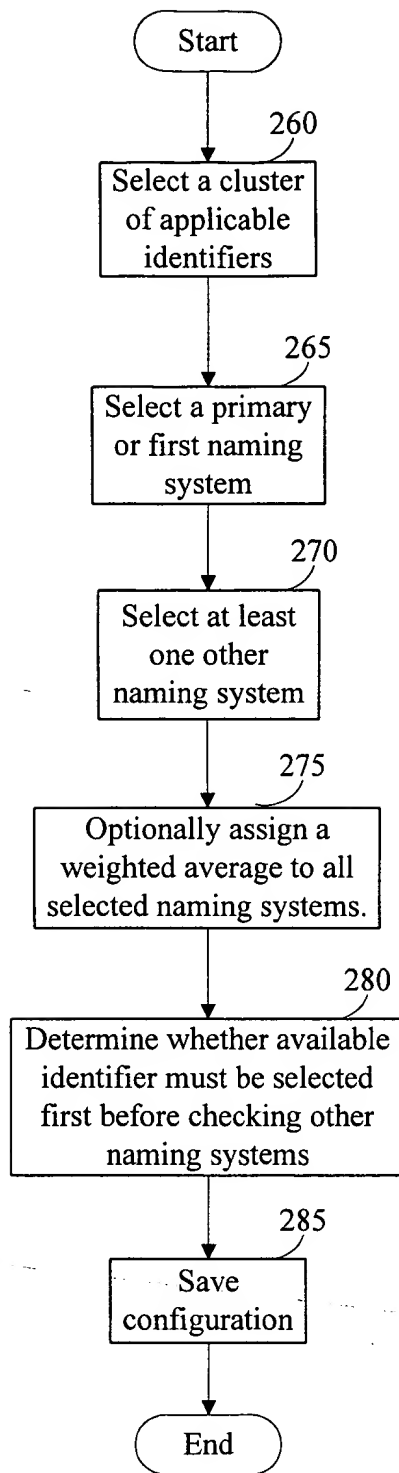 Start
260
Select a cluster
of applicable
identifiers
265
Select a primary
or first naming
system
270
Select at least
one other
naming system
275
Optionally assign a
weighted average to all
selected naming systems.
280
Determine whether available
identifier must be selected
first before checking other
naming systems
285
Save
configuration
End